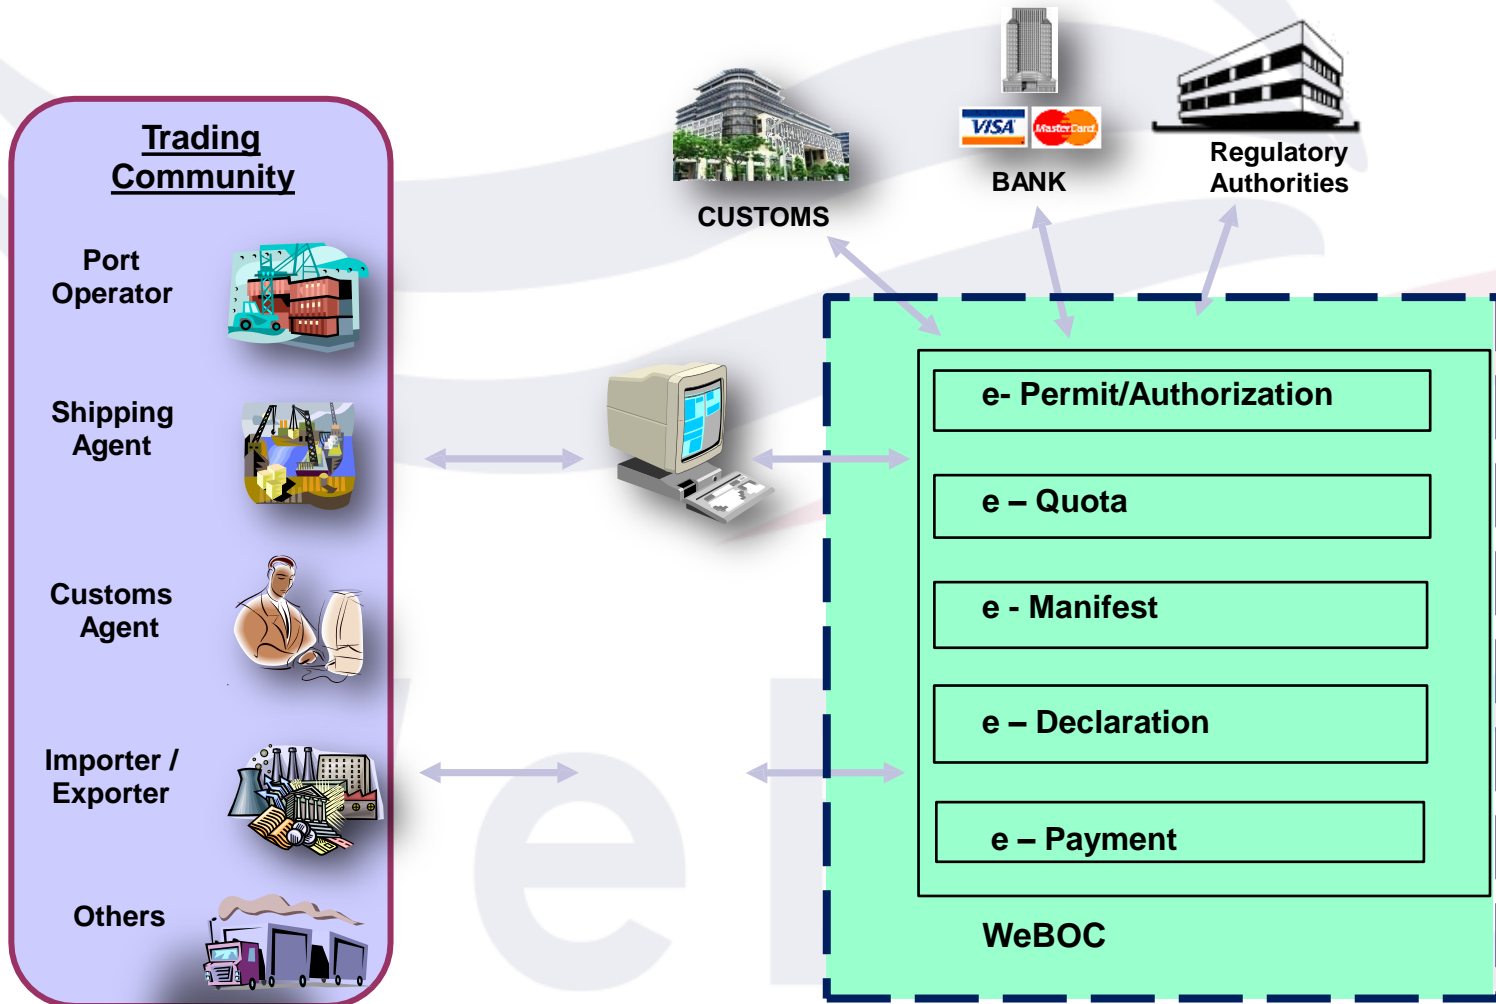 Trading
Community
Port
Operator
Shipping
Agent
Customs
Agent
Importer /
Exporter
Others
CUSTOMS
VISA
MasterCard
BANK
Regulatory
Authorities
e- Permit/Authorization
e – Quota
e - Manifest
e – Declaration
e – Payment
WeBOC